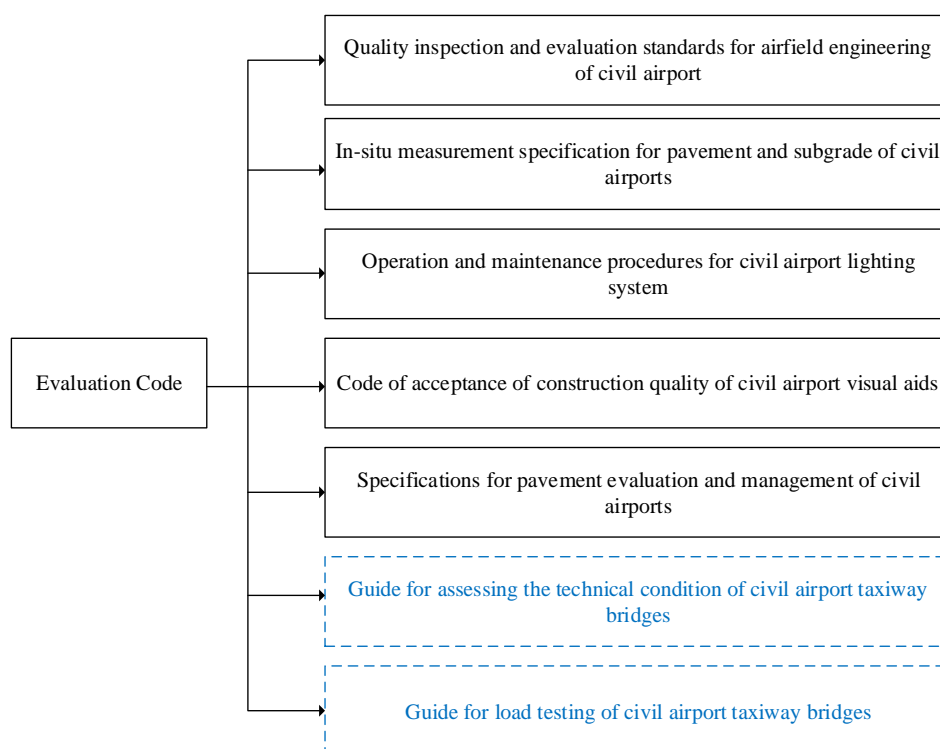 Quality inspection and evaluation standards for airfield engineering
of civil airport
In-situ measurement specification for pavement and subgrade of civil
airports
Operation and maintenance procedures for civil airport lighting
system
Evaluation Code
Code of acceptance of construction quality of civil airport visual aids
Specifications for pavement evaluation and management of civil
airports
Guide for assessing the technical condition of civil airport taxiway
bridges
Guide for load testing of civil airport taxiway bridges